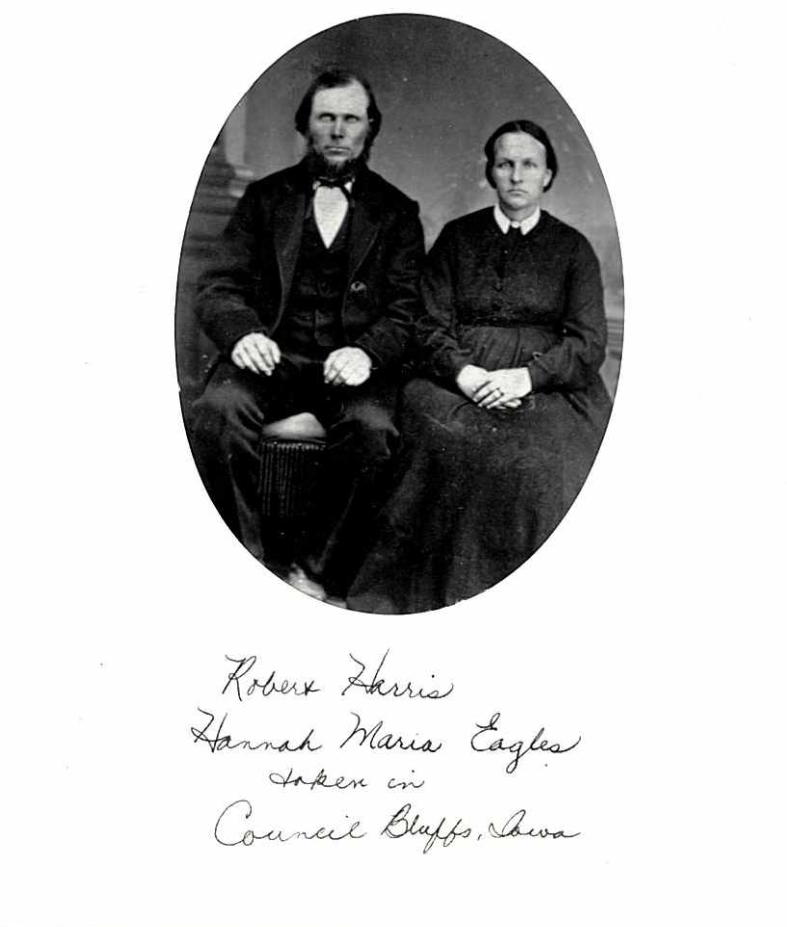 Robert Harris
Hannah Maria Eagles
taken in
Council Bluffs, Iowa